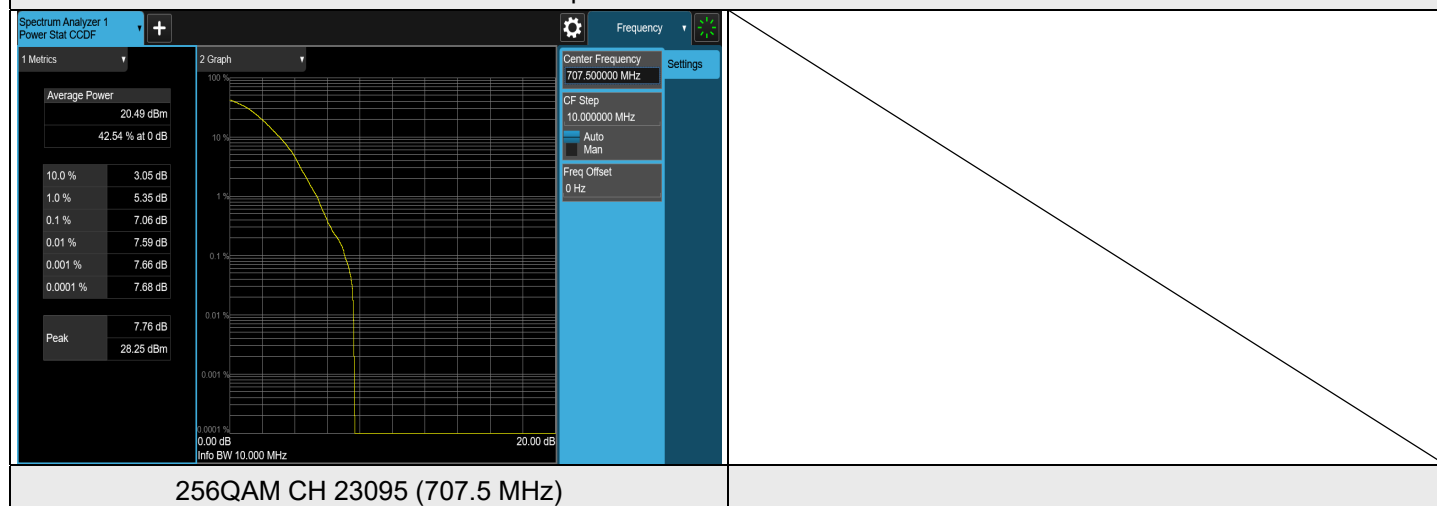 Spectrum Analyzer 1
Power Stat CCDF
+
Frequency
1 Metrics
2 Graph
Center Frequency
707.500000 MHz
Settings
CF Step
10.000000 MHz
Auto
Man
Freq Offset
0 Hz
Average Power
20.49 dBm
42.54 % at 0 dB
10.0 % 3.05 dB
1.0 % 5.35 dB
0.1 % 7.06 dB
0.01 % 7.59 dB
0.001 % 7.66 dB
0.0001 % 7.68 dB
Peak
7.76 dB
28.25 dBm
100 %
10 %
1 %
0.1 %
0.01 %
0.001 %
0.0001 %
0.00 dB 20.00 dB
Info BW 10.000 MHz
256QAM CH 23095 (707.5 MHz)